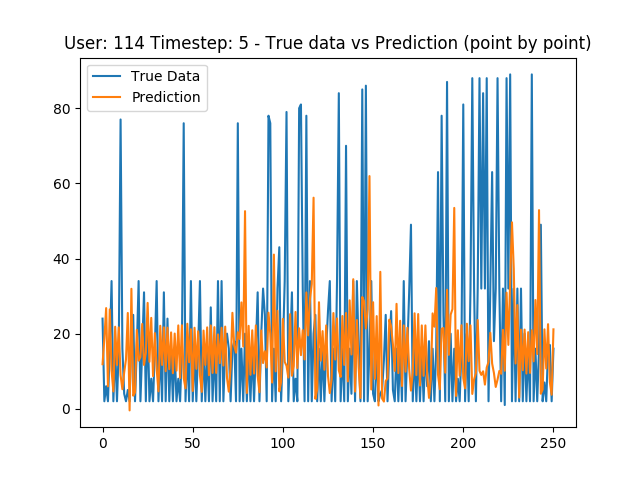 User: 114 Timestep: 5 - True data vs Prediction (point by point)
True Data
Prediction
80
60
40
20
0
0 50 100 150 200 250